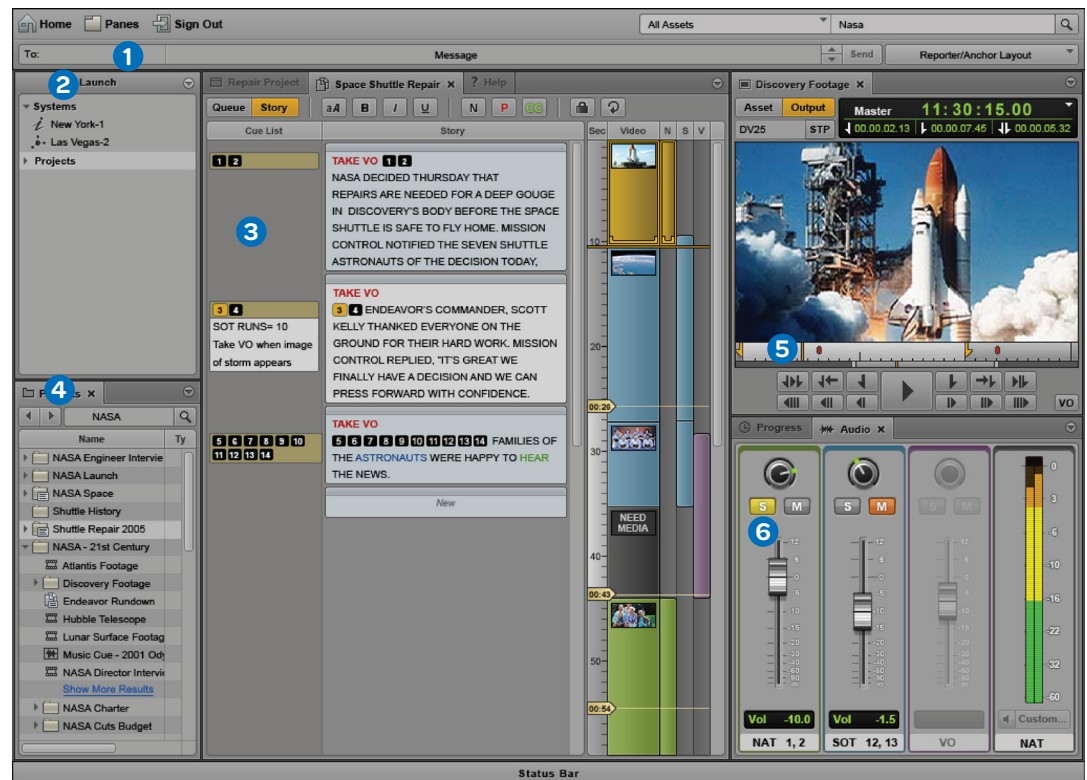 Home Panes Sign Out
All Assets
Nasa
To:
1
Message
Send
Reporter/Anchor Layout
2
Launch
Systems
New York-1
Las Vegas-2
Projects
4
NASA
Name Ty
NASA Engineer Intervie
NASA Launch
NASA Space
Shuttle History
Shuttle Repair 2005
NASA - 21st Century
Atlantis Footage
Discovery Footage
Endeavor Rundown
Hubble Telescope
Lunar Surface Footag
Music Cue - 2001 Ody
NASA Director Intervi
Show More Results
NASA Charter
NASA Cuts Budget
Repair Project
Space Shuttle Repair
? Help
Queue Story
aA B I U
N P CC
Cue List
Story
Sec Video N S V
1 2
3
3 4
SOT RUNS= 10
Take VO when image
of storm appears
5 6 7 8 9 10
11 12 13 14
TAKE VO 1 2
NASA DECIDED THURSDAY THAT
REPAIRS ARE NEEDED FOR A DEEP GOUGE
IN DISCOVERY'S BODY BEFORE THE SPACE
SHUTTLE IS SAFE TO FLY HOME. MISSION
CONTROL NOTIFIED THE SEVEN SHUTTLE
ASTRONAUTS OF THE DECISION TODAY,
TAKE VO
3 4 ENDEAVOR'S COMMANDER, SCOTT
KELLY THANKED EVERYONE ON THE
GROUND FOR THEIR HARD WORK. MISSION
CONTROL REPLIED, "IT'S GREAT WE
FINALLY HAVE A DECISION AND WE CAN
PRESS FORWARD WITH CONFIDENCE.
TAKE VO
5 6 7 8 9 10 11 12 13 14 FAMILIES OF
THE ASTRONAUTS WERE HAPPY TO HEAR
THE NEWS.
New
10
20
00:26
30
NEED
MEDIA
40
00:43
50
00:54
Discovery Footage
Asset Output
Master 11:30:15.00
DV25 STP
00.00.02.13 00.00.07.45 00.00.05.32
5
VO
Progress
Audio
0
3
-6
-10
-16
-22
-32
-60
S M
S M
S M
6
Vol -10.0
Vol -1.5
Custom...
NAT 1, 2
SOT 12, 13
VO
NAT
Status Bar